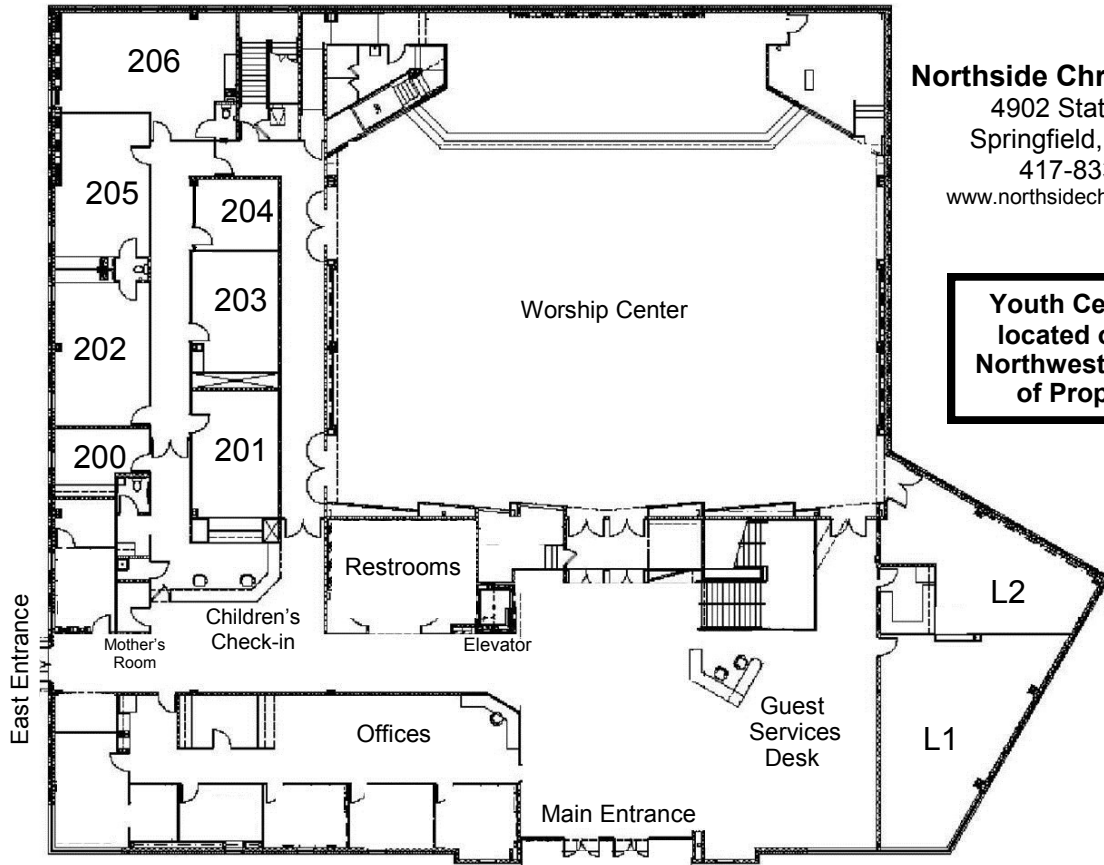 206
205
204
203
202
201
200
Worship Center
Northside Chr
4902 Stat
Springfield,
417-83
www.northsidech
Youth Ce
located o
Northwest
of Prop
Restrooms
Children's
Check-in
Mother's
Room
Elevator
East Entrance
Offices
Guest
Services
Desk
Main Entrance
L2
L1